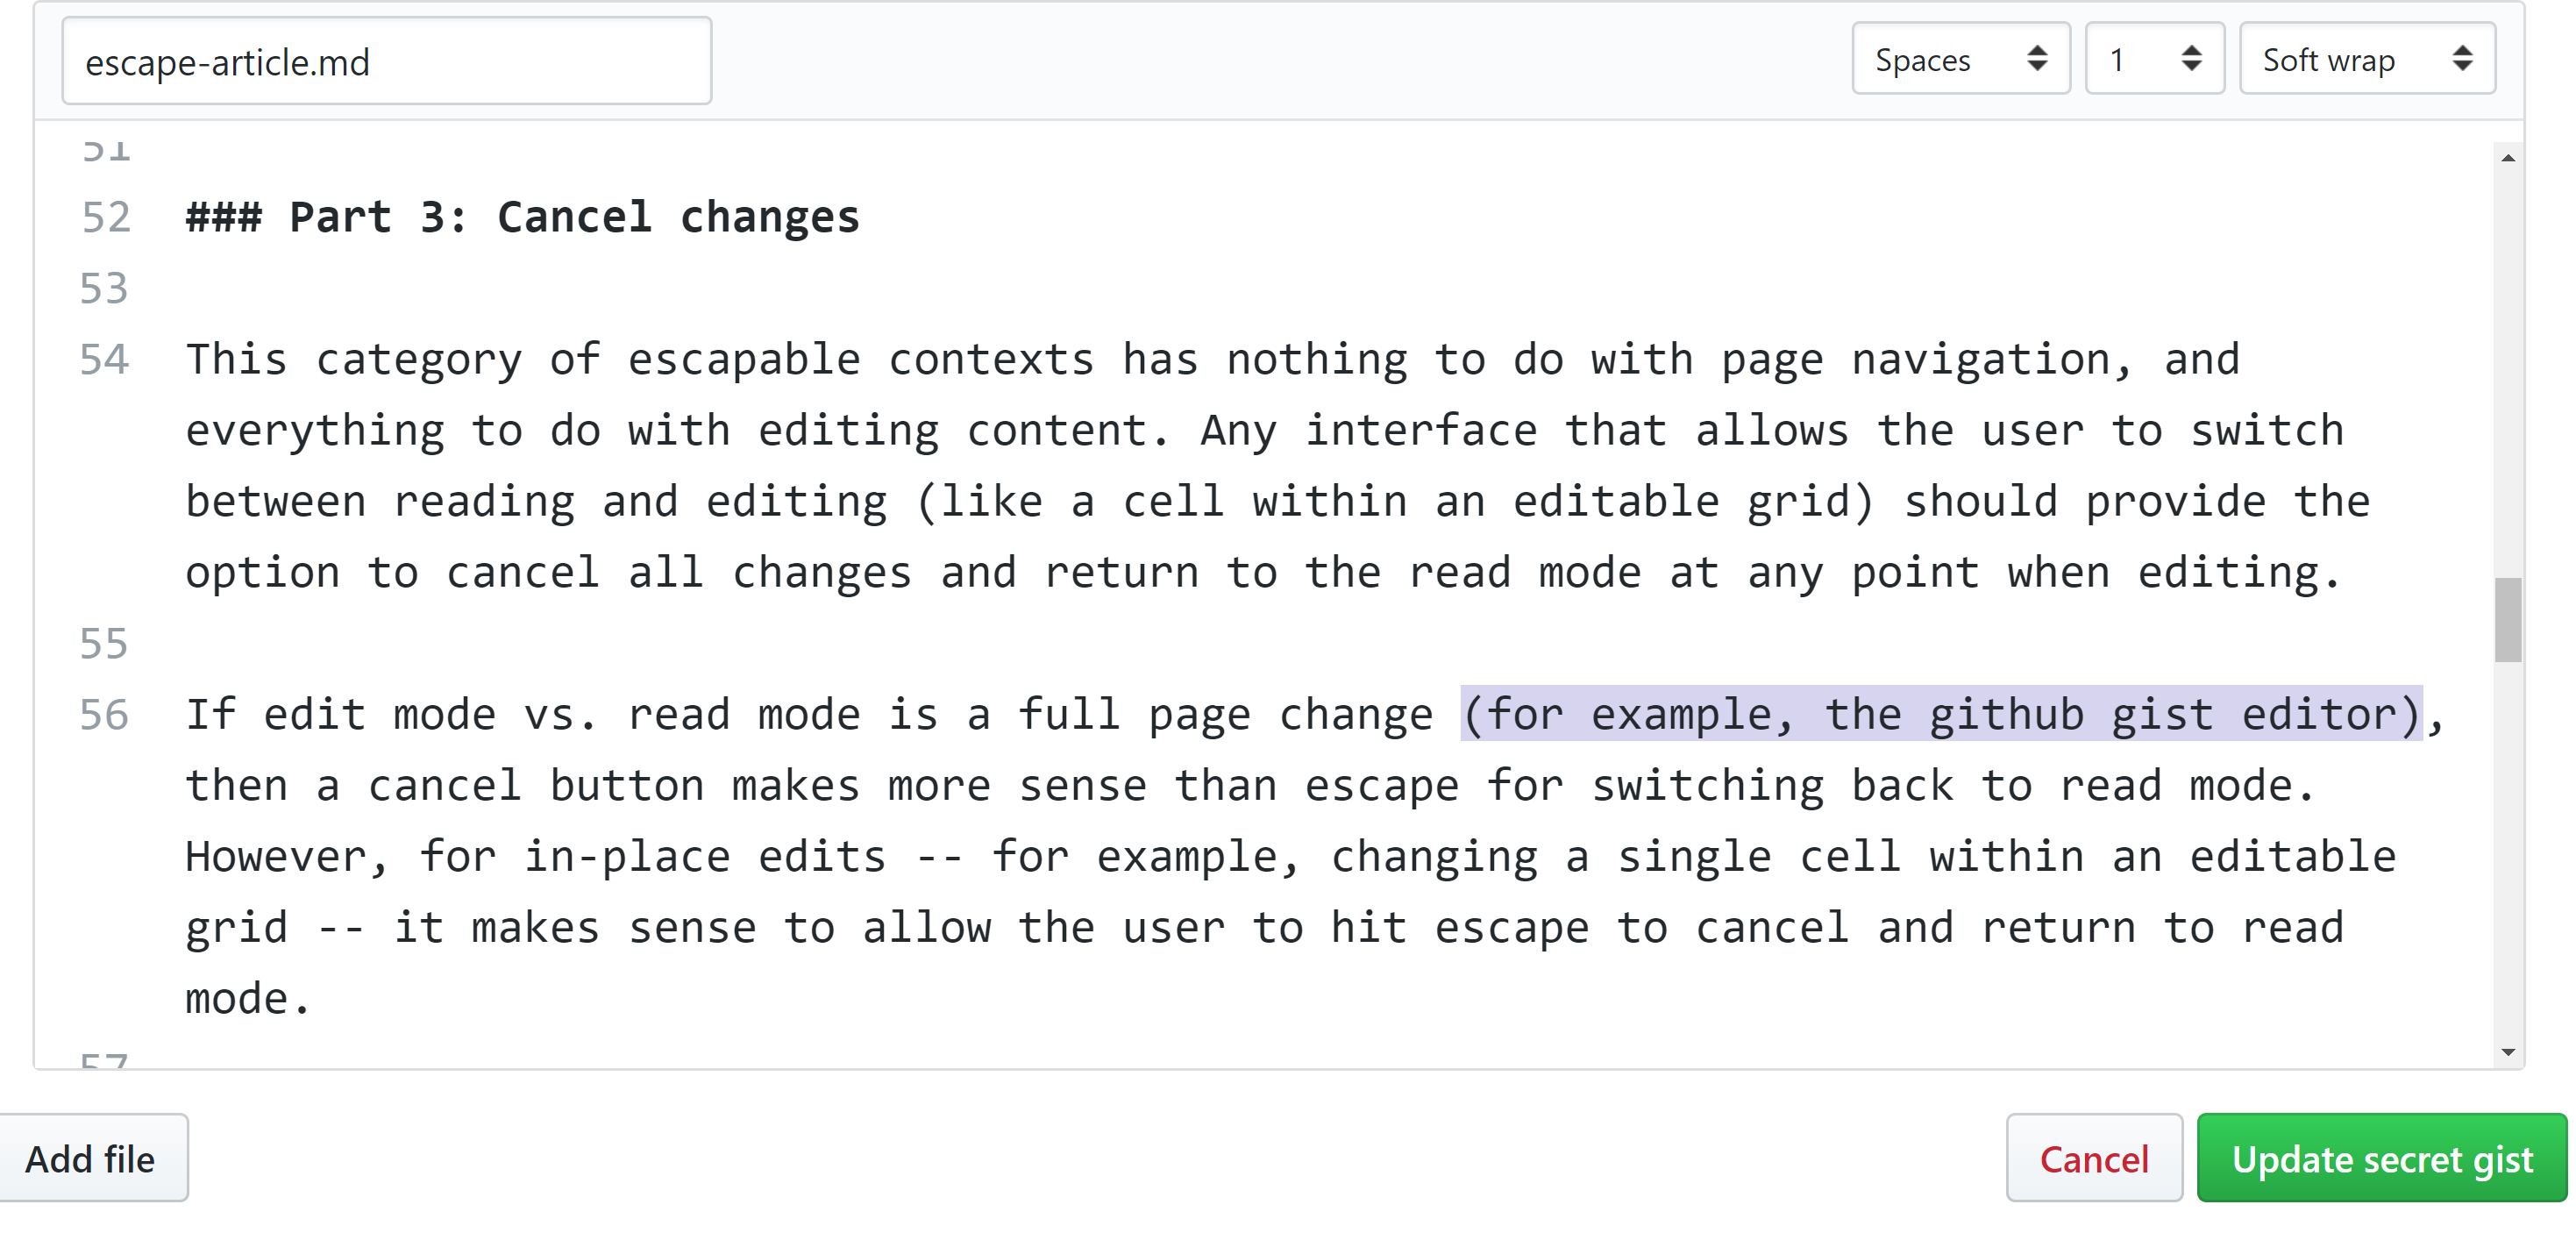 escape-article.md
Spaces
1
Soft wrap
51
52 ### Part 3: Cancel changes
53
54 This category of escapable contexts has nothing to do with page navigation, and
everything to do with editing content. Any interface that allows the user to switch
between reading and editing (like a cell within an editable grid) should provide the
option to cancel all changes and return to the read mode at any point when editing.
55
56 If edit mode vs. read mode is a full page change (for example, the github gist editor),
then a cancel button makes more sense than escape for switching back to read mode.
However, for in-place edits -- for example, changing a single cell within an editable
grid -- it makes sense to allow the user to hit escape to cancel and return to read
mode.
57
Add file
Cancel
Update secret gist